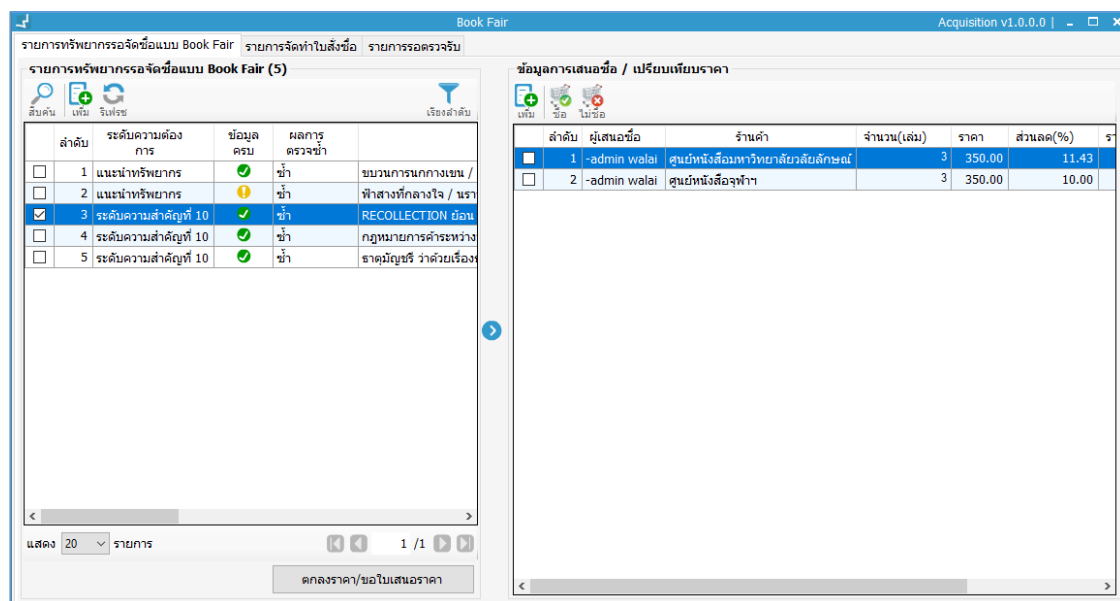 Book Fair
Acquisition v1.0.0.0 |
รายการทรัพยากรรอจัดซื้อแบบ Book Fair รายการจัดทำใบสั่งซื้อ รายการรอตรวจรับ
รายการทรัพยากรรอจัดซื้อแบบ Book Fair (5)
สืบค้น เพิ่ม รีเฟรช เรียงลำดับ
ลำดับ ระดับความต้องการ ข้อมูลครบ ผลการตรวจซ้ำ
1 แนะนำทรัพยากร ซ้ำ ขบวนการนกกางเขน /
2 แนะนำทรัพยากร ซ้ำ ฟ้าสางที่กลางใจ / นรา
3 ระดับความสำคัญที่ 10 ซ้ำ RECOLLECTION ย้อน
4 ระดับความสำคัญที่ 10 ซ้ำ กฎหมายการค้าระหว่าง
5 ระดับความสำคัญที่ 10 ซ้ำ ธาตุมัญชรี ว่าด้วยเรื่อง
แสดง 20 รายการ 1 /1
ตกลงราคา/ขอใบเสนอราคา
ข้อมูลการเสนอซื้อ / เปรียบเทียบราคา
เพิ่ม ซื้อ ไม่ซื้อ
ลำดับ ผู้เสนอซื้อ ร้านค้า จำนวน(เล่ม) ราคา ส่วนลด(%)
1 -admin walai ศูนย์หนังสือมหาวิทยาลัยวลัยลักษณ์ 3 350.00 11.43
2 -admin walai ศูนย์หนังสือจุฬาฯ 3 350.00 10.00